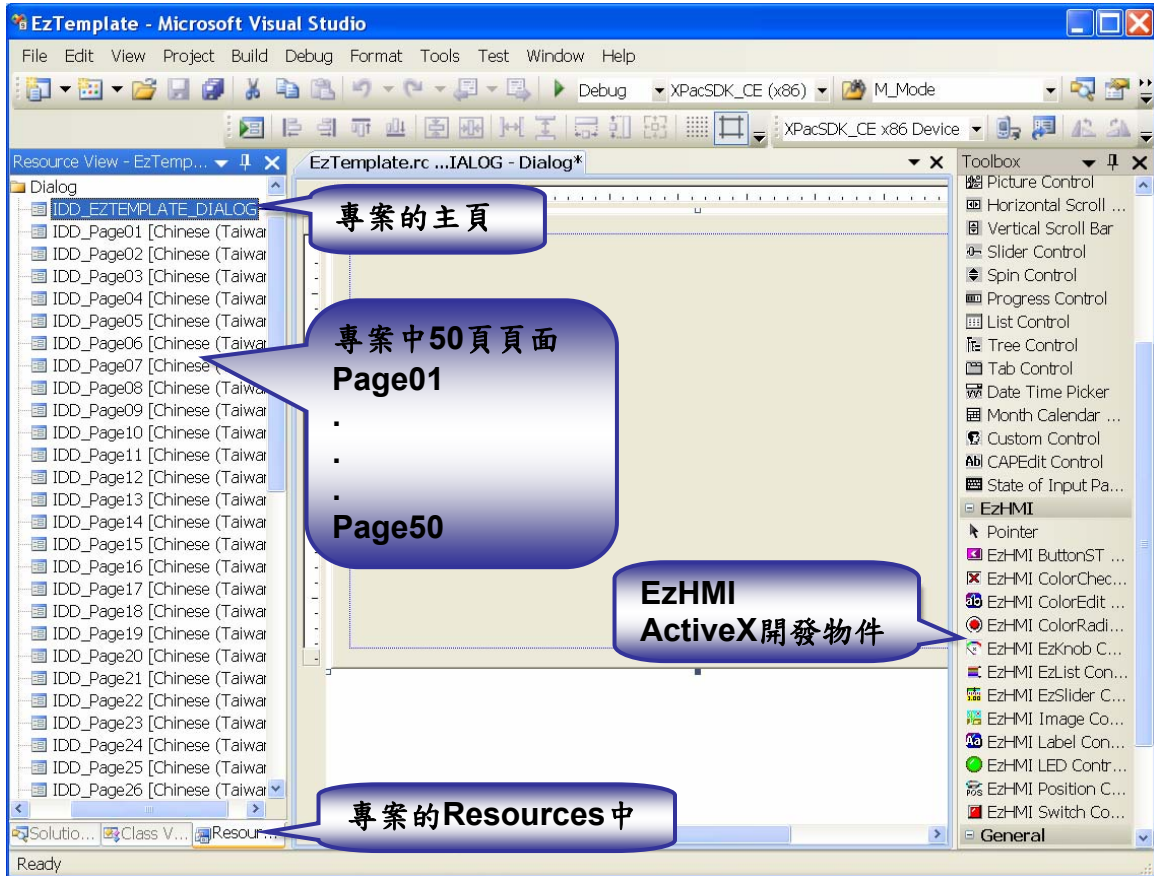 EzTemplate - Microsoft Visual Studio
File Edit View Project Build Debug Format Tools Test Window Help
Debug XPacSDK_CE (x86) M_Mode
XPacSDK_CE x86 Device
Resource View - EzTemp...
EzTemplate.rc ...IALOG - Dialog*
Toolbox
Dialog
IDD_EZTEMPLATE_DIALOG
IDD_Page01 [Chinese (Taiwar
IDD_Page02 [Chinese (Taiwar
IDD_Page03 [Chinese (Taiwar
IDD_Page04 [Chinese (Taiwar
IDD_Page05 [Chinese (Taiwar
IDD_Page06 [Chinese (Taiwar
IDD_Page07 [Chinese (Taiwar
IDD_Page08 [Chinese (Taiwar
IDD_Page09 [Chinese (Taiwar
IDD_Page10 [Chinese (Taiwar
IDD_Page11 [Chinese (Taiwar
IDD_Page12 [Chinese (Taiwar
IDD_Page13 [Chinese (Taiwar
IDD_Page14 [Chinese (Taiwar
IDD_Page15 [Chinese (Taiwar
IDD_Page16 [Chinese (Taiwar
IDD_Page17 [Chinese (Taiwar
IDD_Page18 [Chinese (Taiwar
IDD_Page19 [Chinese (Taiwar
IDD_Page20 [Chinese (Taiwar
IDD_Page21 [Chinese (Taiwar
IDD_Page22 [Chinese (Taiwar
IDD_Page23 [Chinese (Taiwar
IDD_Page24 [Chinese (Taiwar
IDD_Page25 [Chinese (Taiwar
IDD_Page26 [Chinese (Taiwar
Solutio... Class V... Resour...
專案的主頁
專案中50頁頁面
Page01
.
.
.
Page50
EzHMI
ActiveX開發物件
專案的Resources中
Picture Control
Horizontal Scroll ...
Vertical Scroll Bar
Slider Control
Spin Control
Progress Control
List Control
Tree Control
Tab Control
Date Time Picker
Month Calendar ...
Custom Control
CAPEdit Control
State of Input Pa...
EzHMI
Pointer
EzHMI ButtonST ...
EzHMI ColorChec...
EzHMI ColorEdit ...
EzHMI ColorRadi...
EzHMI EzKnob C...
EzHMI EzList Con...
EzHMI EzSlider C...
EzHMI Image Co...
EzHMI Label Con...
EzHMI LED Contr...
EzHMI Position C...
EzHMI Switch Co...
General
Ready